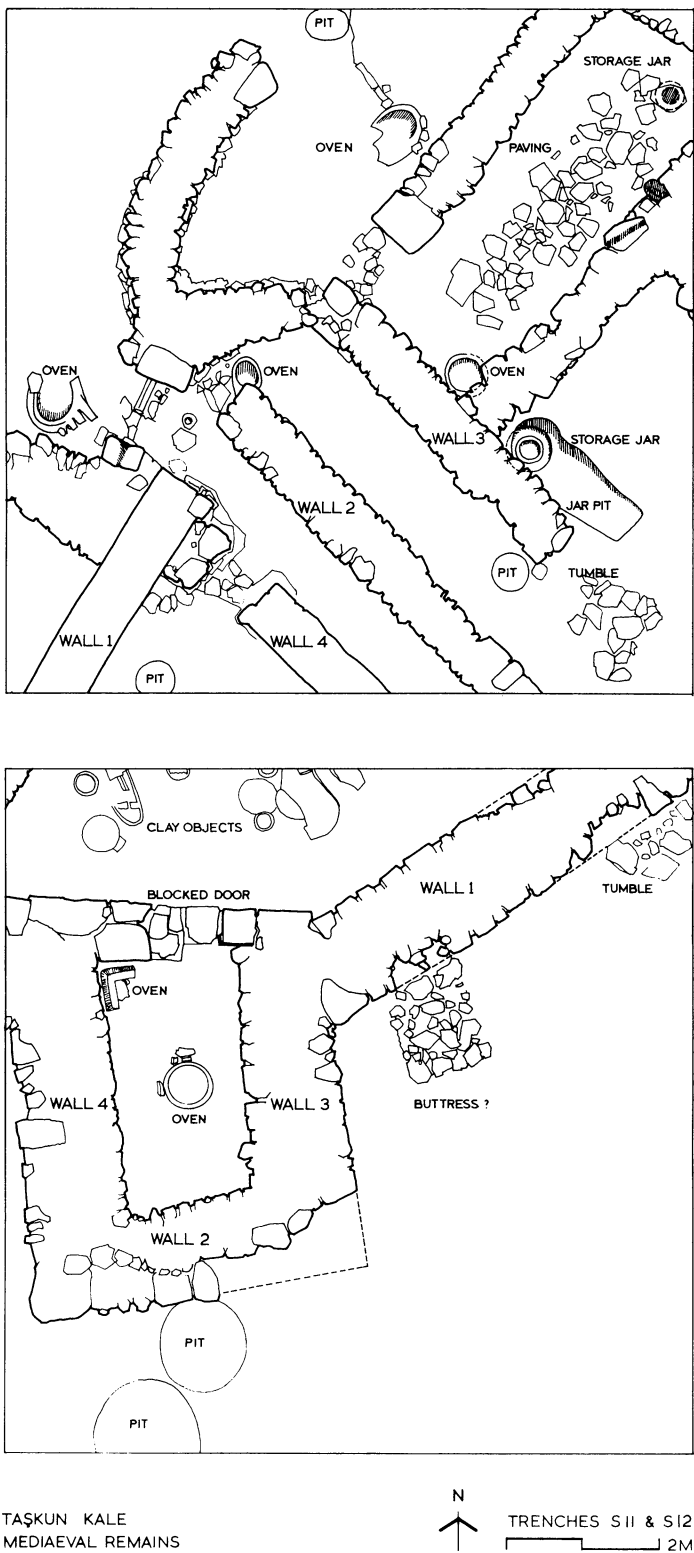 PIT
STORAGE JAR
OVEN
PAVING
OVEN
OVEN
OVEN
WALL 3
STORAGE JAR
WALL 2
JAR PIT
PIT
TUMBLE
WALL 1
WALL 4
PIT
CLAY OBJECTS
BLOCKED DOOR
WALL 1
TUMBLE
OVEN
WALL 4
OVEN
WALL 3
BUTTRESS ?
WALL 2
PIT
PIT
N
TAŞKUN KALE
MEDIAEVAL REMAINS
TRENCHES S11 & S12
2M